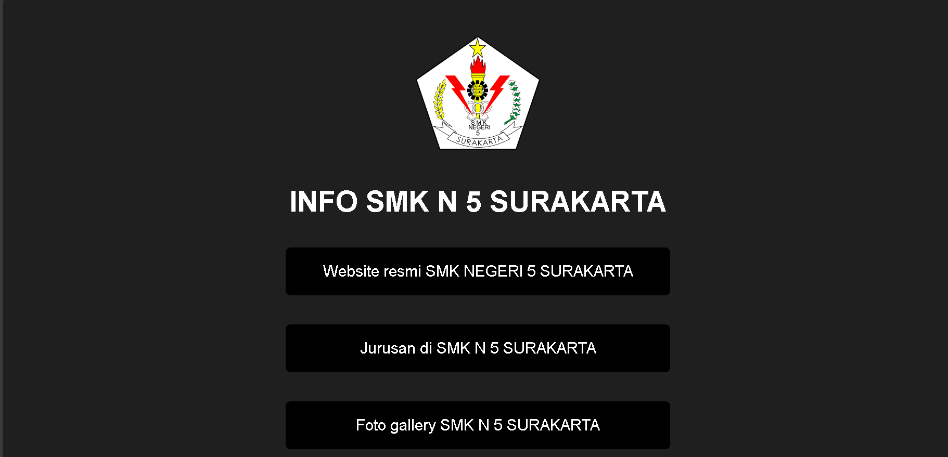 SMK
NEGERI
5
SURAKARTA
INFO SMK N 5 SURAKARTA
Website resmi SMK NEGERI 5 SURAKARTA
Jurusan di SMK N 5 SURAKARTA
Foto gallery SMK N 5 SURAKARTA